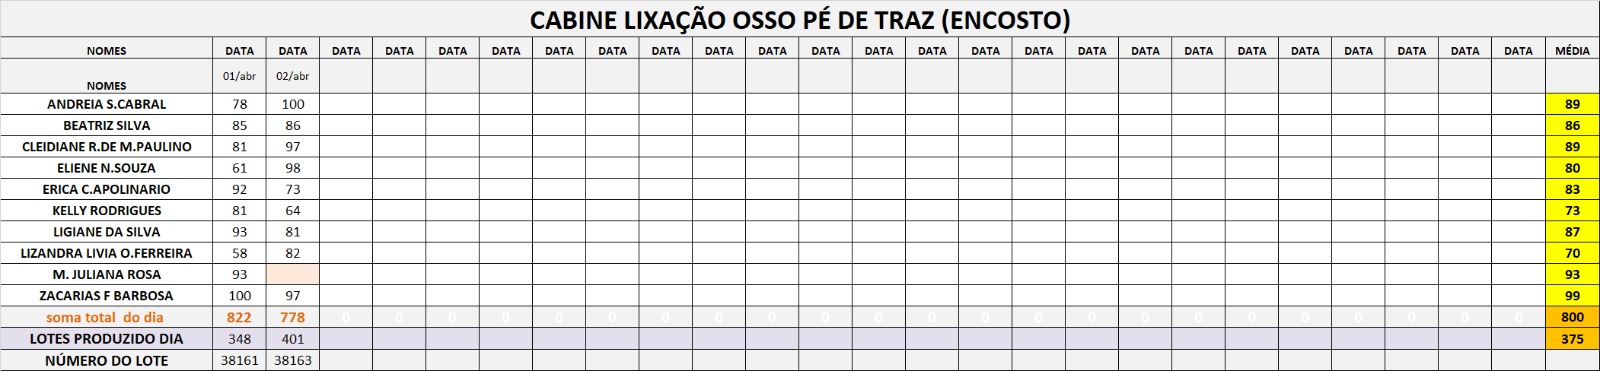 CABINE LIXAÇÃO OSSO PÉ DE TRAZ (ENCOSTO)
NOMES DATA DATA DATA DATA DATA DATA DATA DATA DATA DATA DATA DATA DATA DATA DATA DATA DATA DATA DATA DATA DATA DATA DATA DATA DATA MÉDIA
NOMES 01/abr 02/abr
ANDREIA S.CABRAL 78 100 89
BEATRIZ SILVA 85 86 86
CLEIDIANE R.DE M.PAULINO 81 97 89
ELIENE N.SOUZA 61 98 80
ERICA C.APOLINARIO 92 73 83
KELLY RODRIGUES 81 64 73
LIGIANE DA SILVA 93 81 87
LIZANDRA LIVIA O.FERREIRA 58 82 70
M. JULIANA ROSA 93 93
ZACARIAS F BARBOSA 100 97 99
soma total do dia 822 778 0 0 0 0 0 0 0 0 0 0 0 0 0 0 0 0 0 0 0 0 0 0 0 800
LOTES PRODUZIDO DIA 348 401 375
NÚMERO DO LOTE 38161 38163